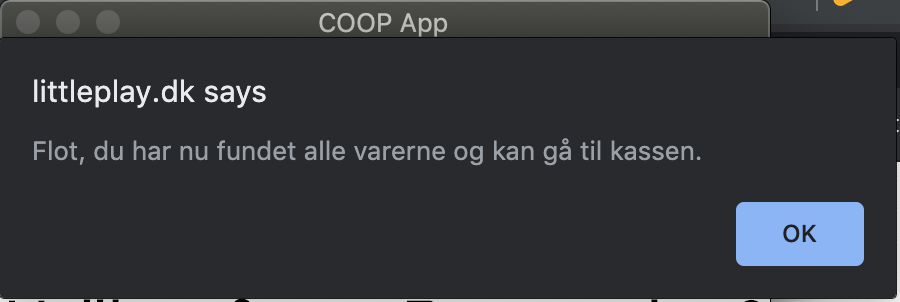 COOP App
littleplay.dk says
Flot, du har nu fundet alle varerne og kan gå til kassen.
OK